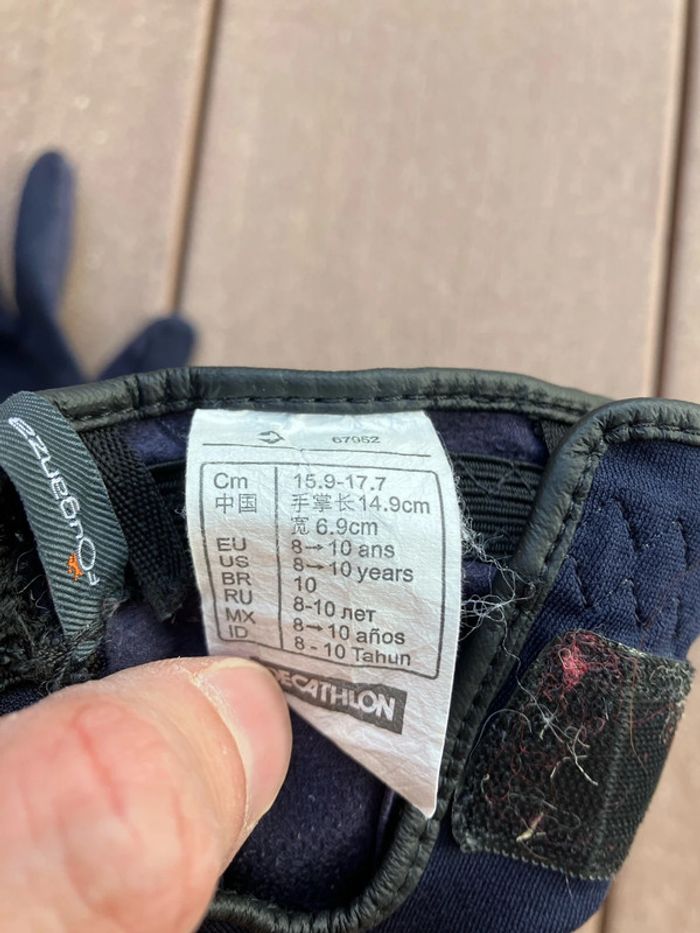 Fouganza
67952
Cm 15.9-17.7
中国 手掌长 14.9cm
宽 6.9cm
EU 8→10 ans
US 8→10 years
BR 10
RU 8-10 лет
MX 8→10 años
ID 8 - 10 Tahun
DECATHLON